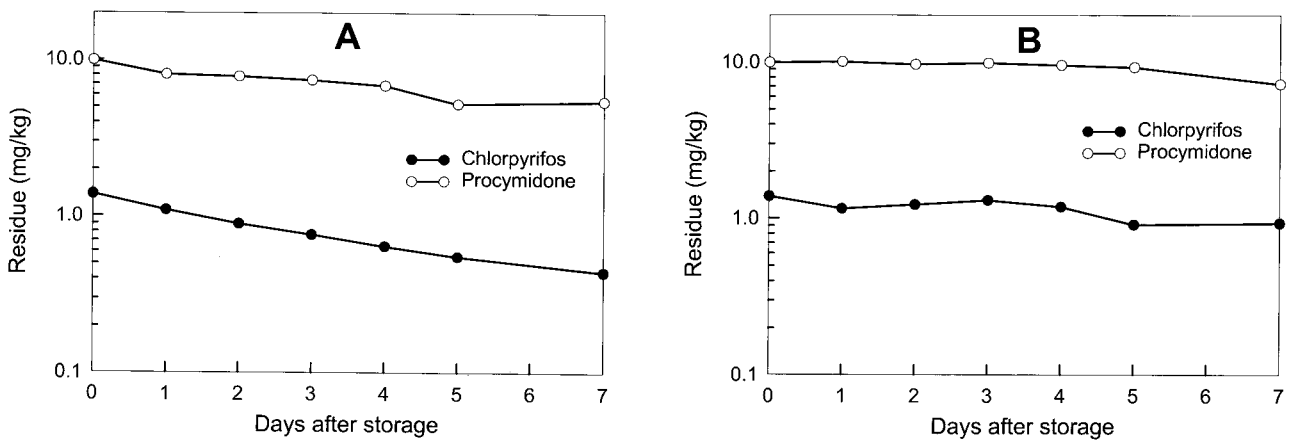 A
10.0
1.0
0.1
Residue (mg/kg)
Chlorpyrifos
Procymidone
0 1 2 3 4 5 6 7
Days after storage
B
10.0
1.0
0.1
Residue (mg/kg)
Chlorpyrifos
Procymidone
0 1 2 3 4 5 6 7
Days after storage